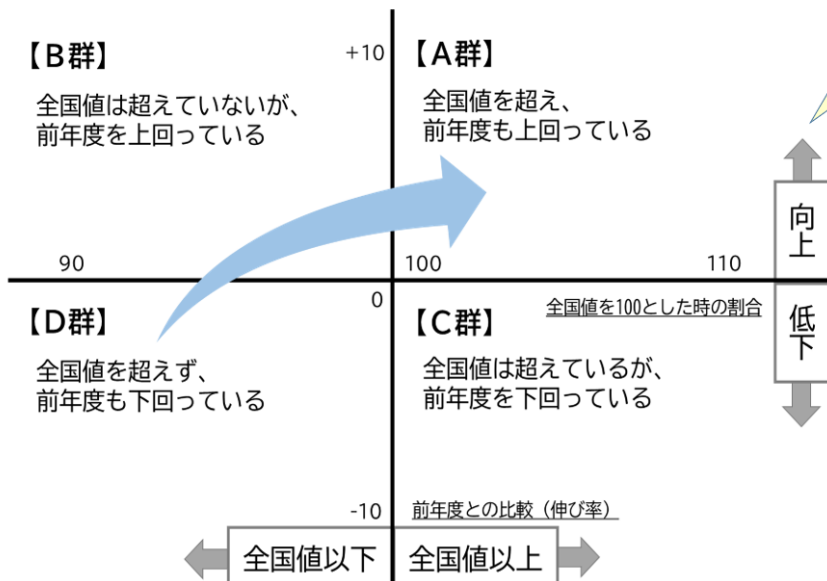 【B群】
全国値は超えていないが、
前年度を上回っている
+10
【A群】
全国値を超え、
前年度も上回っている
向上
90
100
110
0
全国値を100とした時の割合
低下
【D群】
全国値を超えず、
前年度も下回っている
【C群】
全国値は超えているが、
前年度を下回っている
-10
前年度との比較（伸び率）
全国値以下
全国値以上